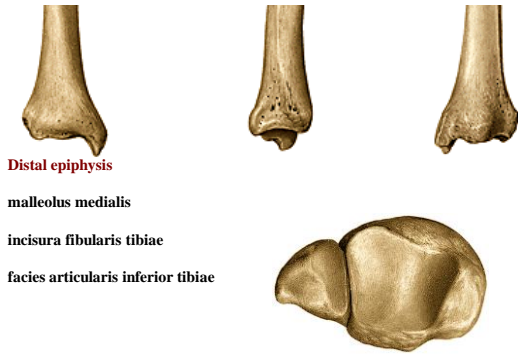 Distal epiphysis
malleolus medialis
incisura fibularis tibiae
facies articularis inferior tibiae